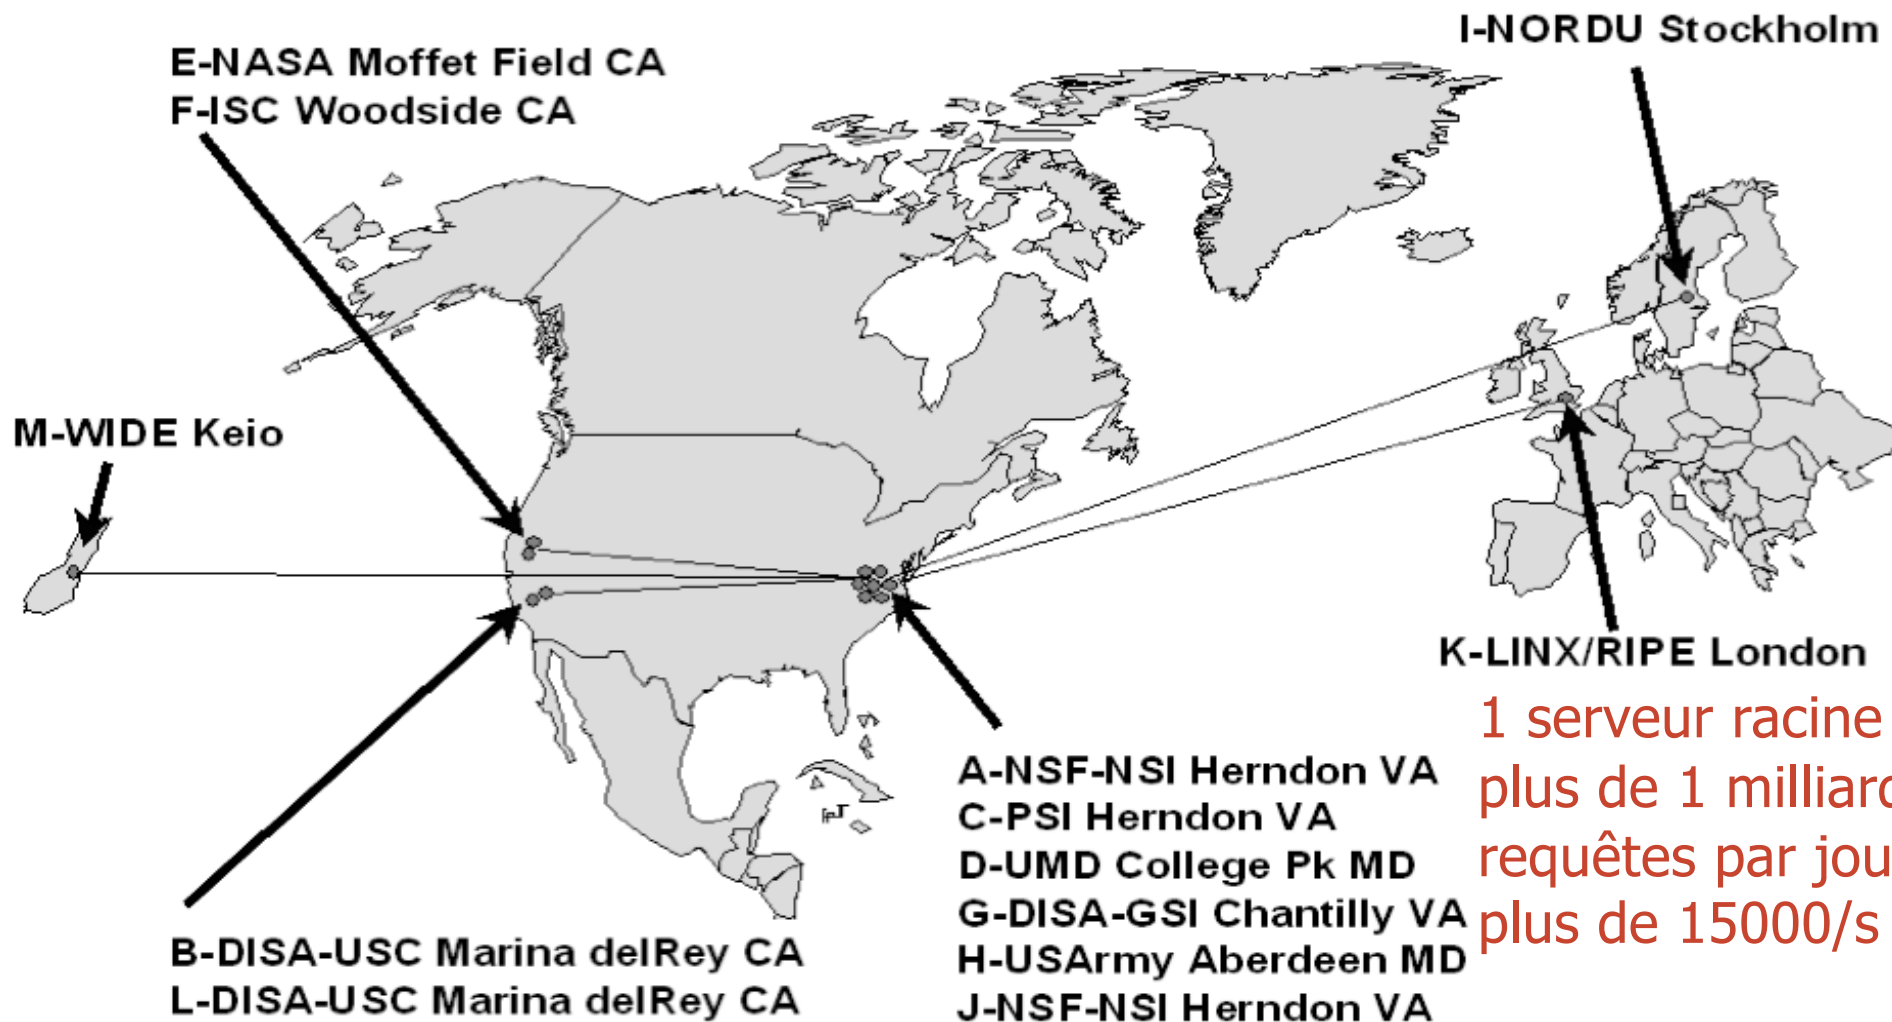 E-NASA Moffet Field CA
F-ISC Woodside CA
I-NORDU Stockholm
M-WIDE Keio
K-LINX/RIPE London
1 serveur racine
plus de 1 milliard
requêtes par jou
plus de 15000/s
A-NSF-NSI Herndon VA
C-PSI Herndon VA
D-UMD College Pk MD
G-DISA-GSI Chantilly VA
H-USArmy Aberdeen MD
J-NSF-NSI Herndon VA
B-DISA-USC Marina delRey CA
L-DISA-USC Marina delRey CA